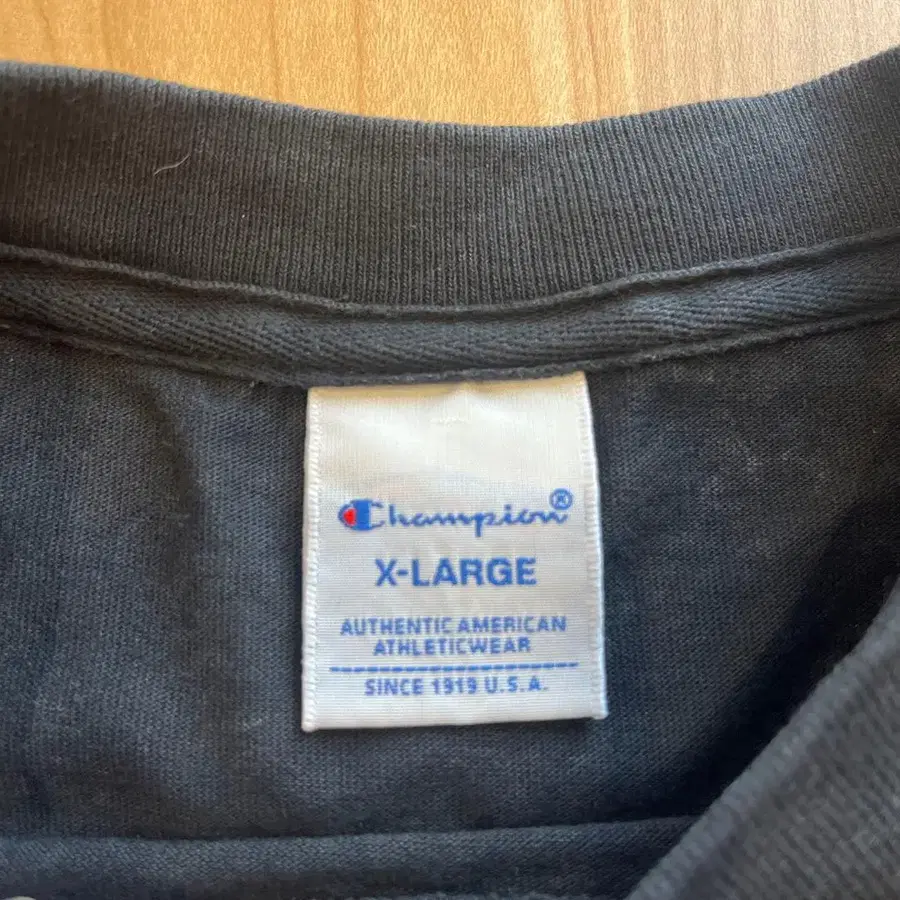 Champion®
X-LARGE
AUTHENTIC AMERICAN
ATHLETICWEAR
SINCE 1919 U.S.A.